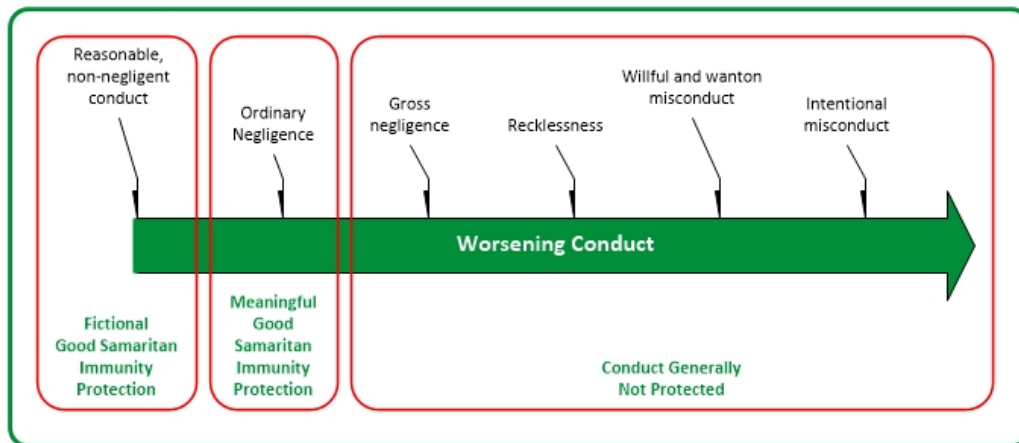 Reasonable,
non-negligent
conduct
Ordinary
Negligence
Gross
negligence
Recklessness
Willful and wanton
misconduct
Intentional
misconduct
Worsening Conduct
Fictional
Good Samaritan
Immunity
Protection
Meaningful
Good
Samaritan
Immunity
Protection
Conduct Generally
Not Protected